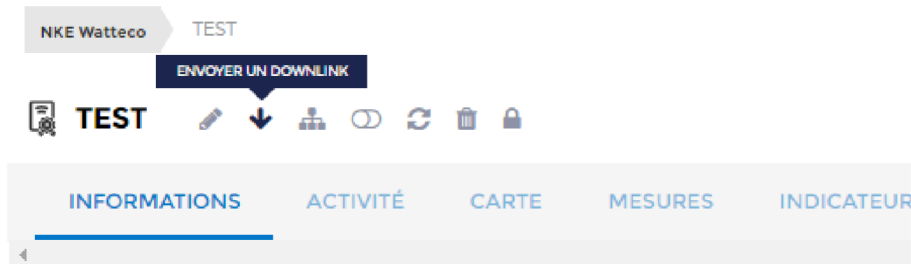 NKE Watteco TEST
ENVOYER UN DOWNLINK
TEST
INFORMATIONS ACTIVITÉ CARTE MESURES INDICATEUR